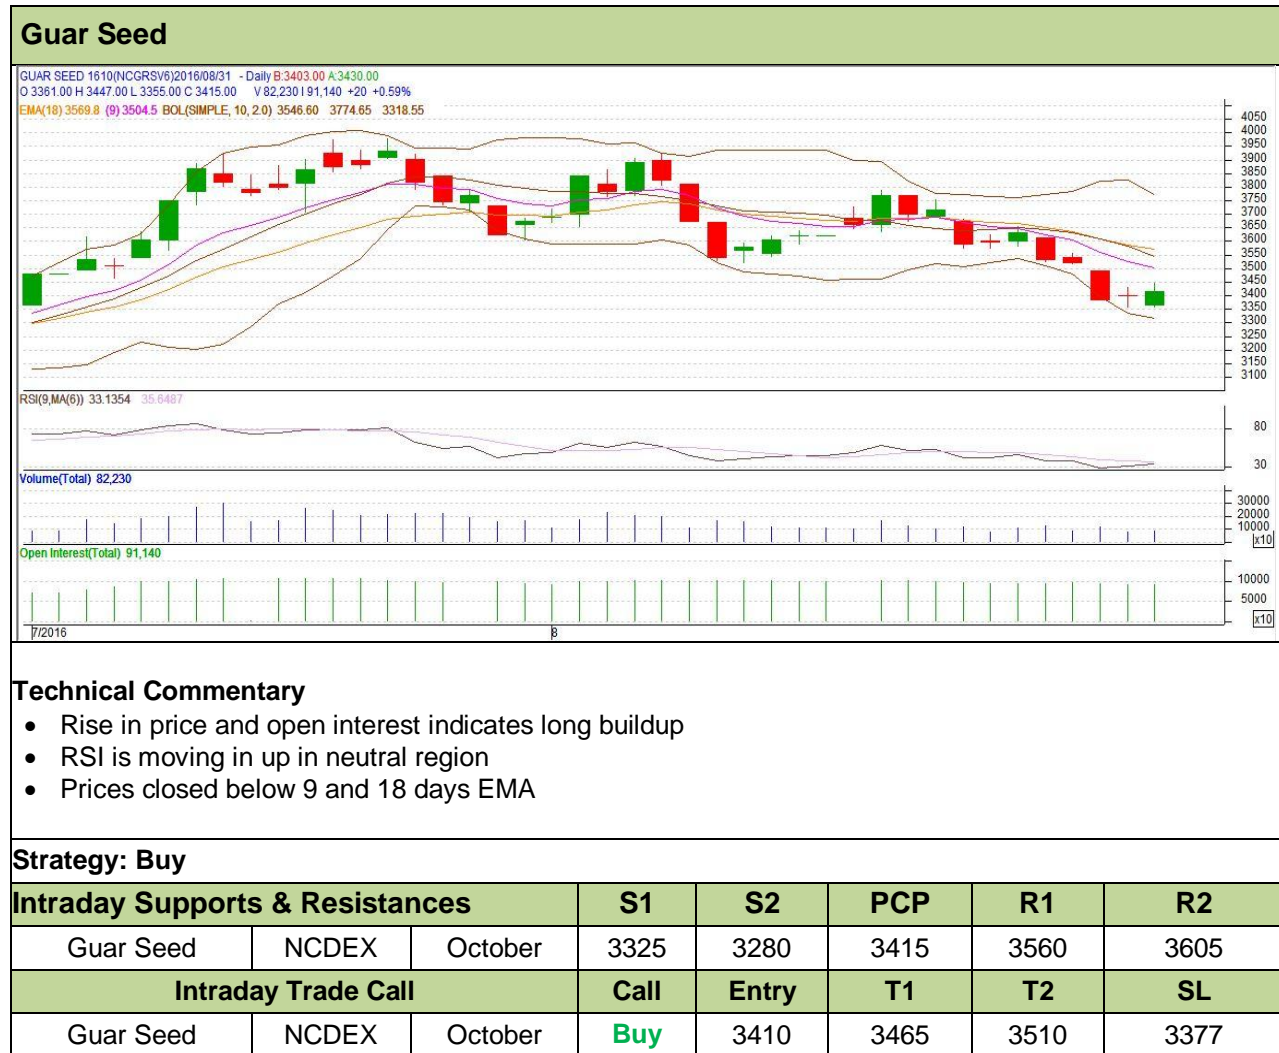 Guar Seed
GUAR SEED 1610(NCGRSV6)2016/08/31 - Daily B:3403.00 A:3430.00
O 3361.00 H 3447.00 L 3355.00 C 3415.00 V 82,230 I 91,140 +20 +0.59%
EMA(18) 3569.8 (9) 3504.5 BOL(SIMPLE, 10, 2.0) 3546.60 3774.65 3318.55
4050
4000
3950
3900
3850
3800
3750
3700
3650
3600
3550
3500
3450
3400
3350
3300
3250
3200
3150
3100
RSI(9,MA(6)) 33.1354 35.6487
80
30
Volume(Total) 82,230
30000
20000
10000
x10
Open Interest(Total) 91,140
10000
5000
x10
7/2016 8
Technical Commentary
• Rise in price and open interest indicates long buildup
• RSI is moving in up in neutral region
• Prices closed below 9 and 18 days EMA
Strategy: Buy
Intraday Supports & Resistances S1 S2 PCP R1 R2
Guar Seed NCDEX October 3325 3280 3415 3560 3605
Intraday Trade Call Call Entry T1 T2 SL
Guar Seed NCDEX October Buy 3410 3465 3510 3377